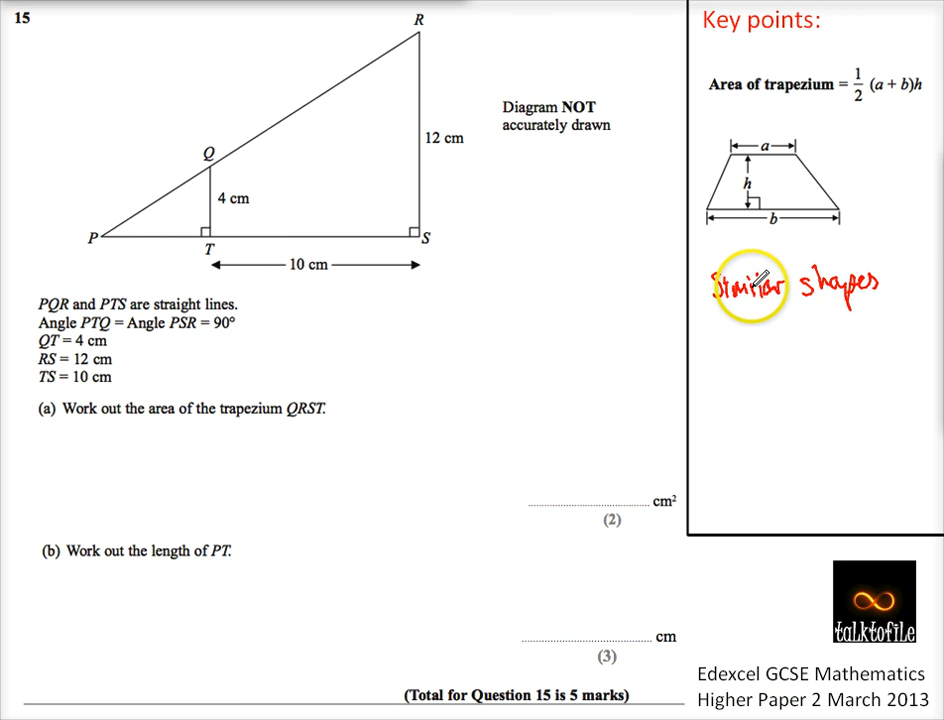 15
R
Key points:
Area of trapezium = 1/2 (a + b)h
Diagram NOT
accurately drawn
12 cm
a
Q
h
4 cm
b
P
S
T
10 cm
Similar shapes
PQR and PTS are straight lines.
Angle PTQ = Angle PSR = 90°
QT = 4 cm
RS = 12 cm
TS = 10 cm
(a) Work out the area of the trapezium QRST.
.............................. cm²
(2)
(b) Work out the length of PT.
.............................. cm
(3)
talktofile
(Total for Question 15 is 5 marks)
Edexcel GCSE Mathematics
Higher Paper 2 March 2013